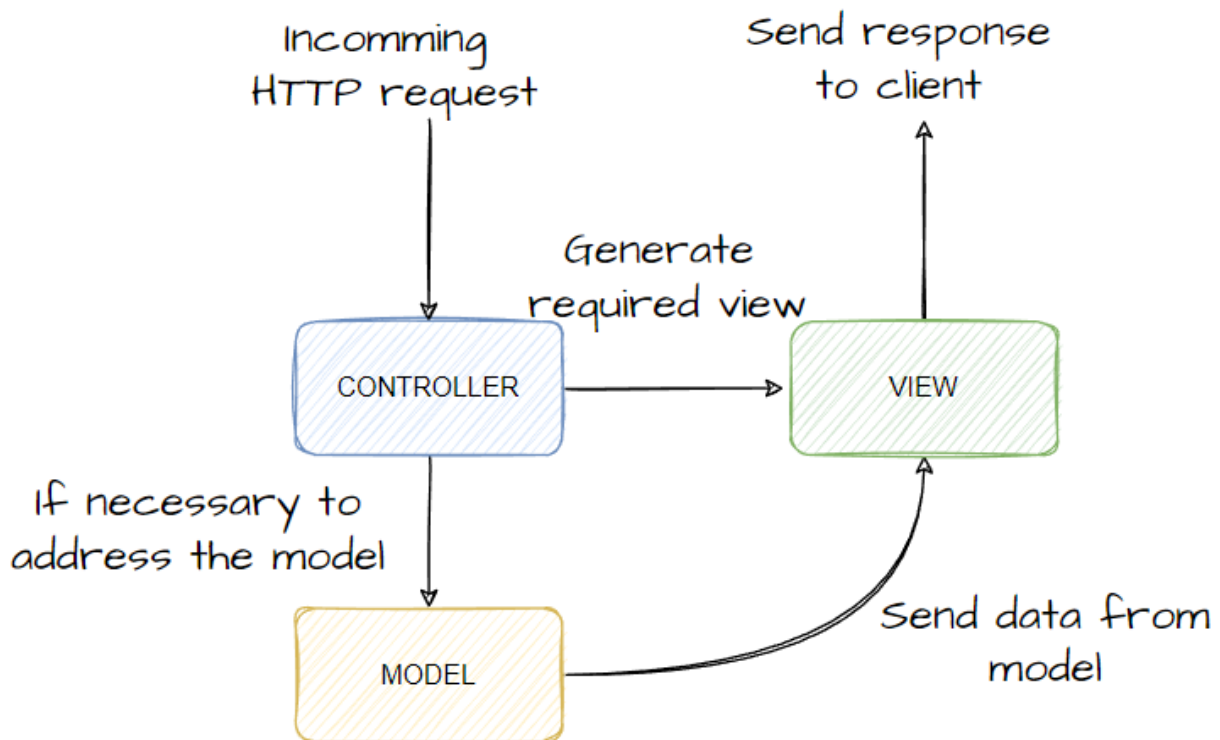 Incomming
HTTP request
Send response
to client
Generate
required view
CONTROLLER
VIEW
If necessary to
address the model
Send data from
model
MODEL